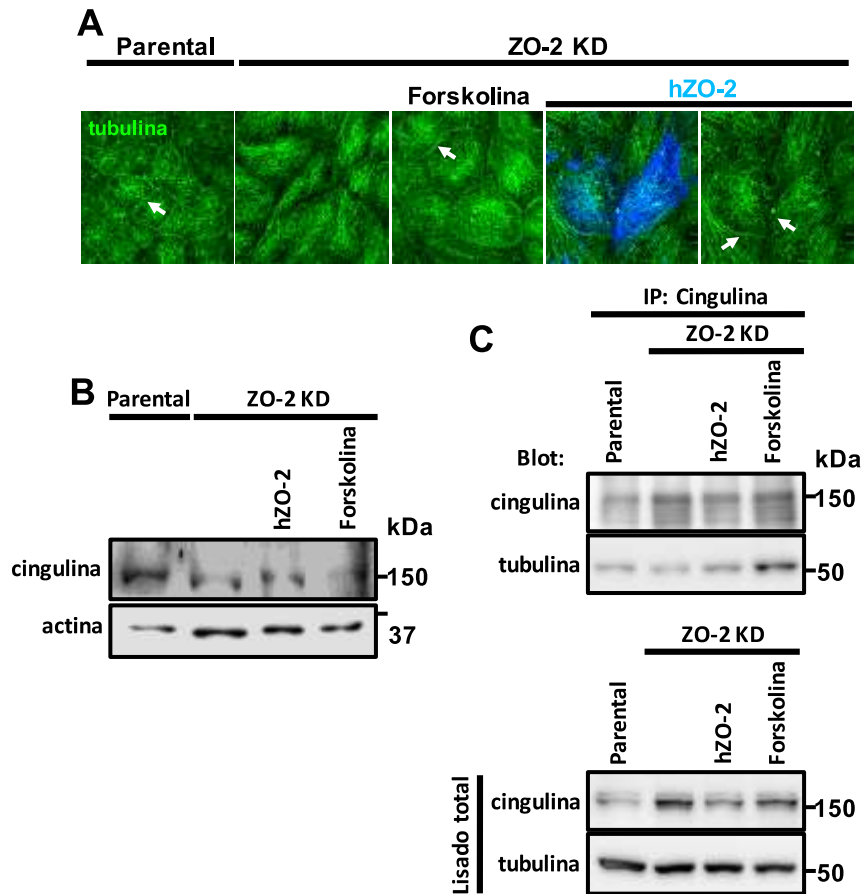 A
Parental ZO-2 KD
Forskolina hZO-2
tubulina
B
Parental ZO-2 KD
hZO-2
Forskolina
kDa
cingulina
150
actina
37
C
IP: Cingulina
ZO-2 KD
Parental
hZO-2
Forskolina
Blot:
kDa
cingulina
150
tubulina
50
ZO-2 KD
Parental
hZO-2
Forskolina
Lisado total
cingulina
150
tubulina
50